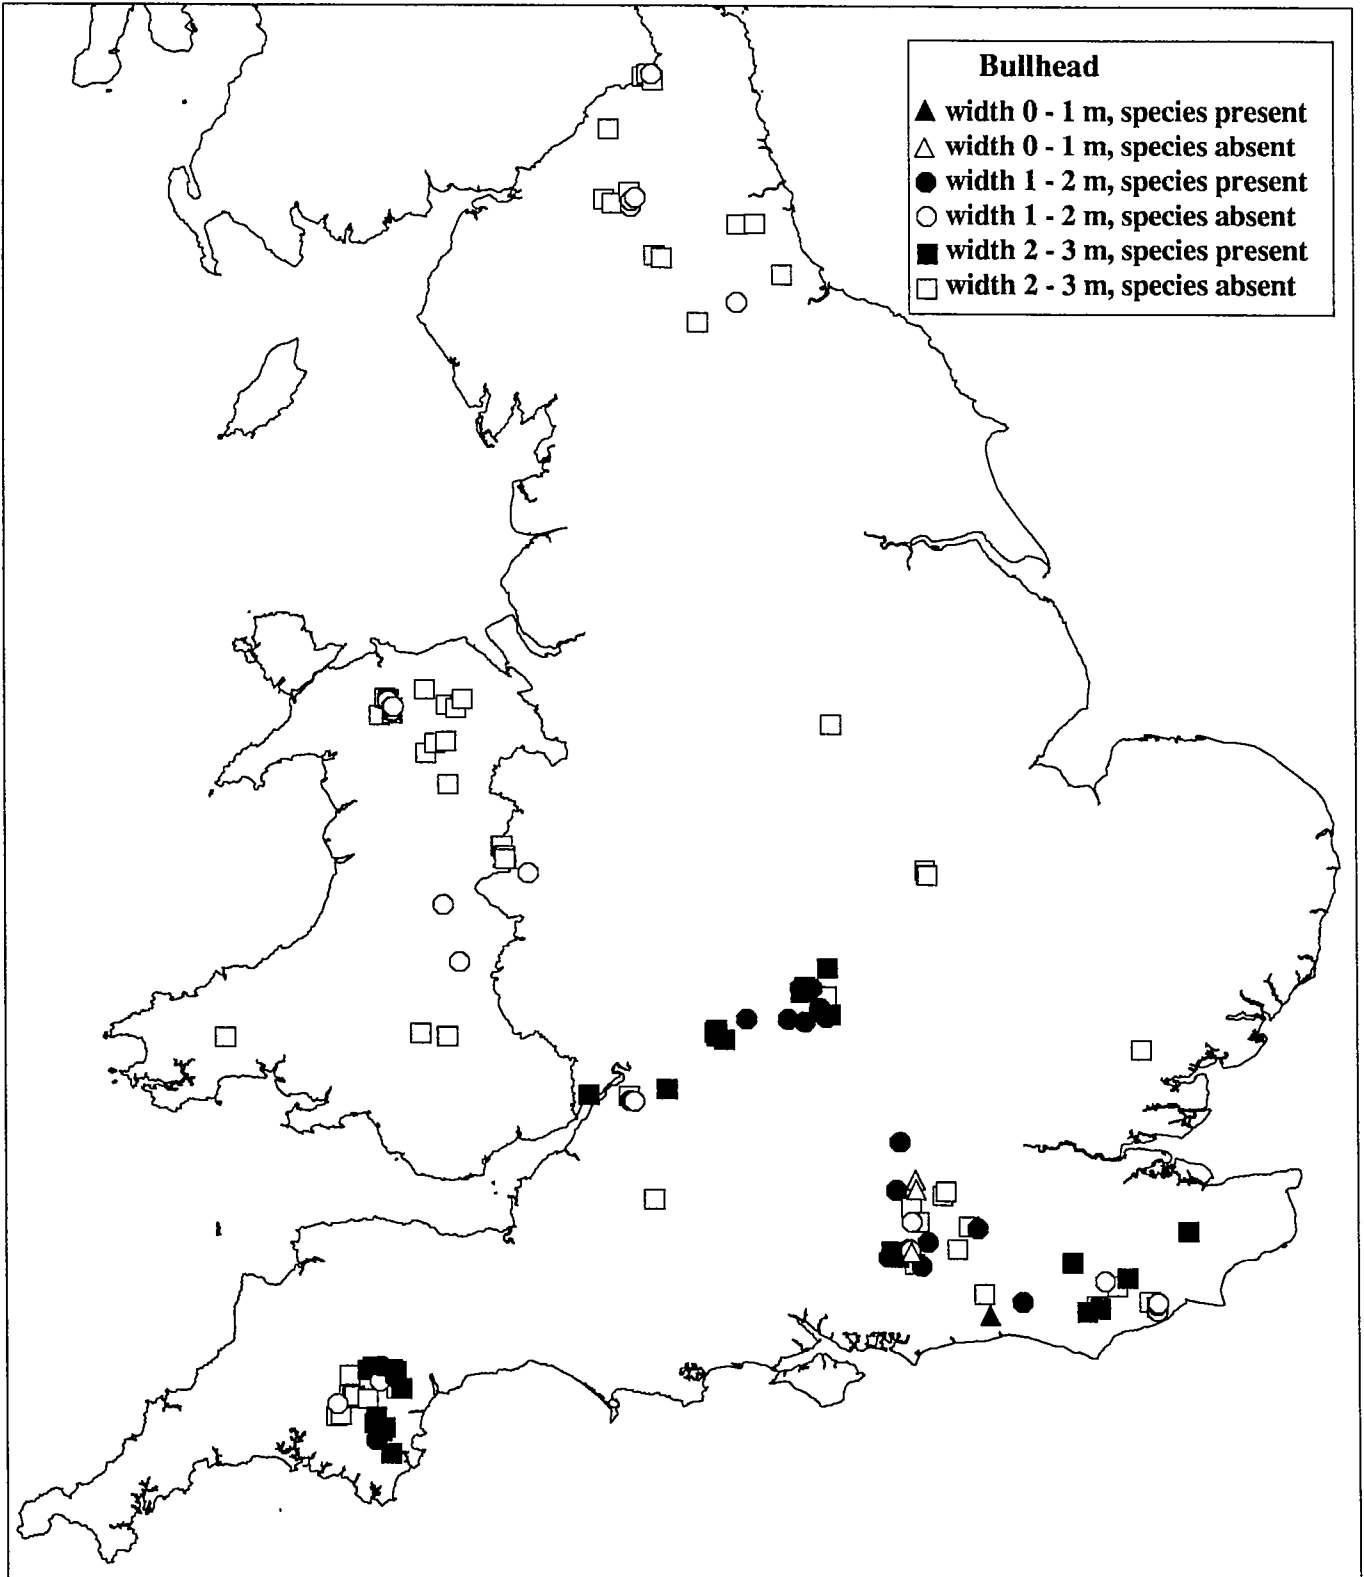 Bullhead
width 0 - 1 m, species present
width 0 - 1 m, species absent
width 1 - 2 m, species present
width 1 - 2 m, species absent
width 2 - 3 m, species present
width 2 - 3 m, species absent